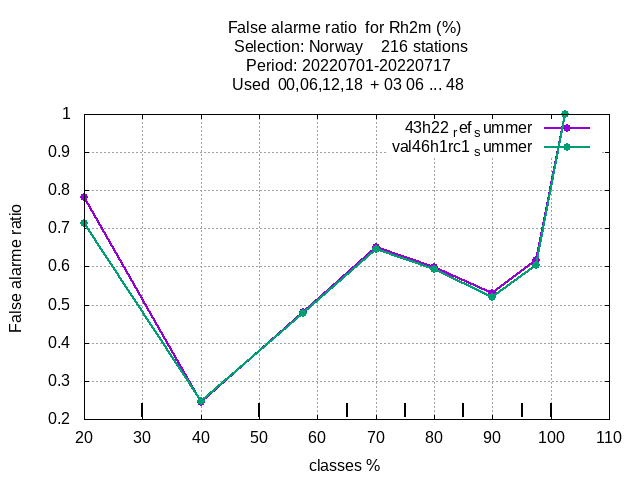 False alarme ratio  for Rh2m (%)
Selection: Norway    216 stations
Period: 20220701-20220717
Used  00,06,12,18  + 03 06 ... 48
43h22 ref summer
val46h1rc1 summer
1
0.9
0.8
0.7
0.6
0.5
0.4
0.3
0.2
False alarme ratio
20 30 40 50 60 70 80 90 100 110
classes %